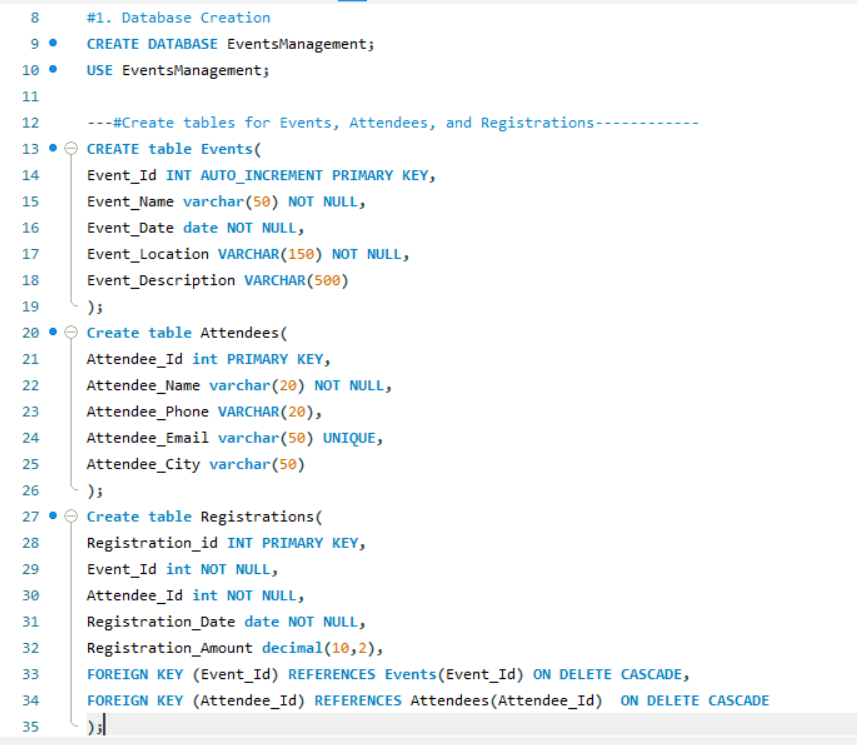 8 #1. Database Creation
9 CREATE DATABASE EventsManagement;
10 USE EventsManagement;
11
12 ---#Create tables for Events, Attendees, and Registrations------------
13 CREATE table Events(
14 Event_Id INT AUTO_INCREMENT PRIMARY KEY,
15 Event_Name varchar(50) NOT NULL,
16 Event_Date date NOT NULL,
17 Event_Location VARCHAR(150) NOT NULL,
18 Event_Description VARCHAR(500)
19 );
20 Create table Attendees(
21 Attendee_Id int PRIMARY KEY,
22 Attendee_Name varchar(20) NOT NULL,
23 Attendee_Phone VARCHAR(20),
24 Attendee_Email varchar(50) UNIQUE,
25 Attendee_City varchar(50)
26 );
27 Create table Registrations(
28 Registration_id INT PRIMARY KEY,
29 Event_Id int NOT NULL,
30 Attendee_Id int NOT NULL,
31 Registration_Date date NOT NULL,
32 Registration_Amount decimal(10,2),
33 FOREIGN KEY (Event_Id) REFERENCES Events(Event_Id) ON DELETE CASCADE,
34 FOREIGN KEY (Attendee_Id) REFERENCES Attendees(Attendee_Id)  ON DELETE CASCADE
35 );